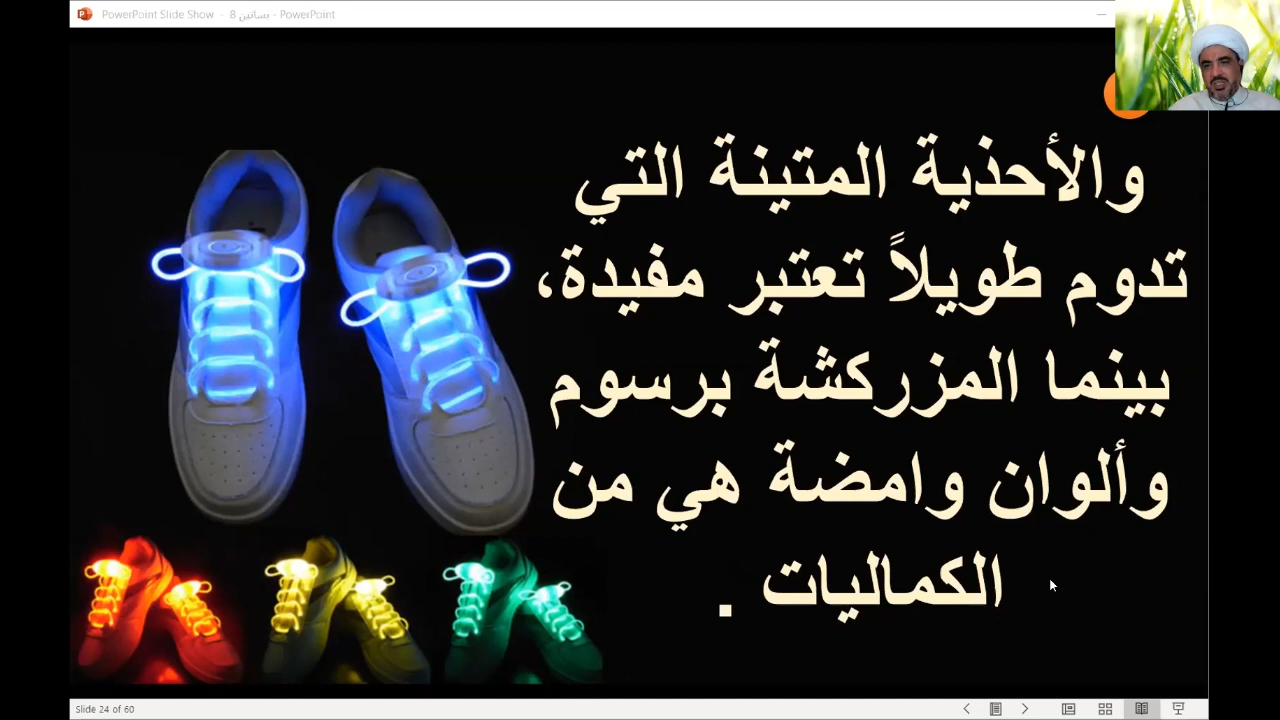 PowerPoint Slide Show - بساتين 8 - PowerPoint
والأحذية المتينة التي
تدوم طويلاً تعتبر مفيدة،
بينما المزركشة برسوم
وألوان وامضة هي من
الكماليات .
Slide 24 of 60